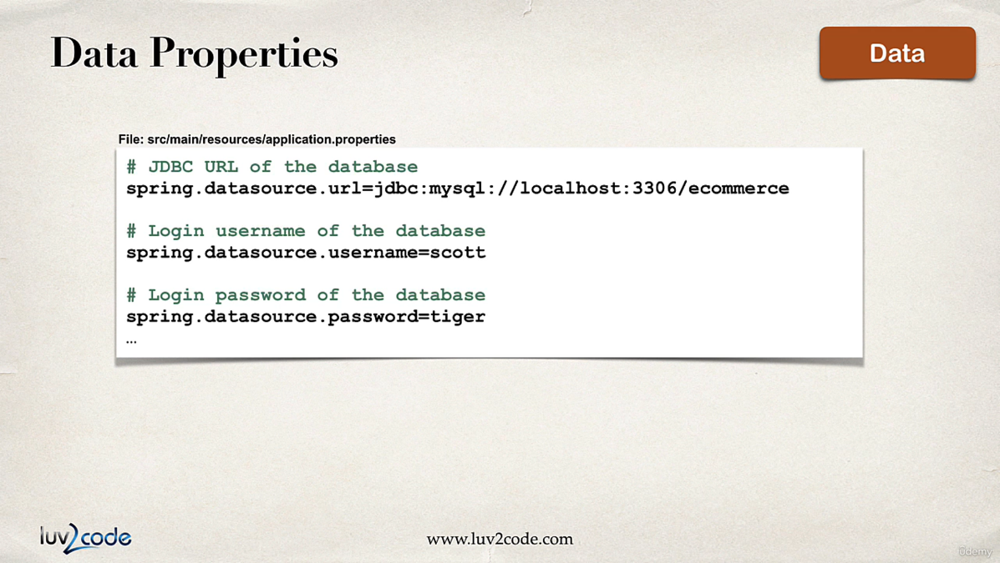 Data Properties
Data
File: src/main/resources/application.properties
# JDBC URL of the database
spring.datasource.url=jdbc:mysql://localhost:3306/ecommerce
# Login username of the database
spring.datasource.username=scott
# Login password of the database
spring.datasource.password=tiger
...
luv2code
www.luv2code.com
Udemy